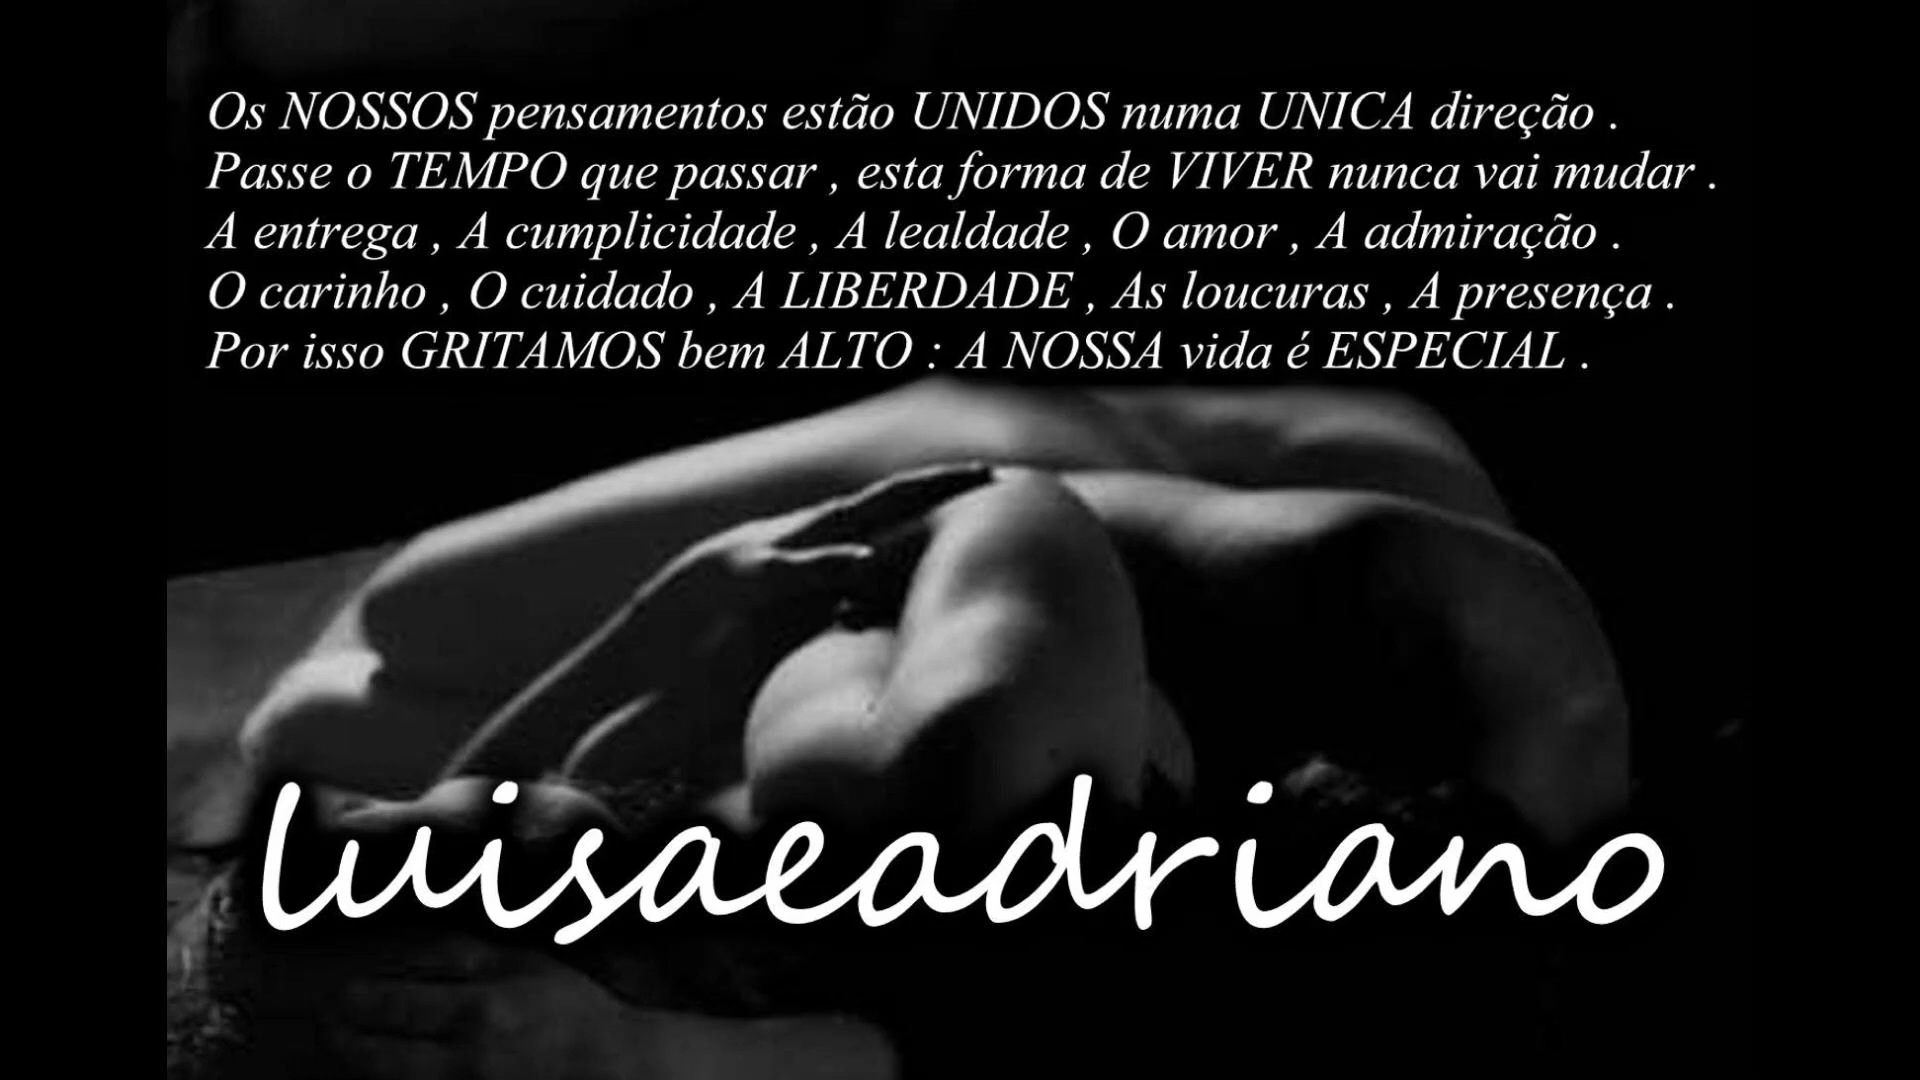 Os NOSSOS pensamentos estão UNIDOS numa UNICA direção .
Passe o TEMPO que passar , esta forma de VIVER nunca vai mudar .
A entrega , A cumplicidade , A lealdade , O amor , A admiração .
O carinho , O cuidado , A LIBERDADE , As loucuras , A presença .
Por isso GRITAMOS bem ALTO : A NOSSA vida é ESPECIAL .
luisaeadriano